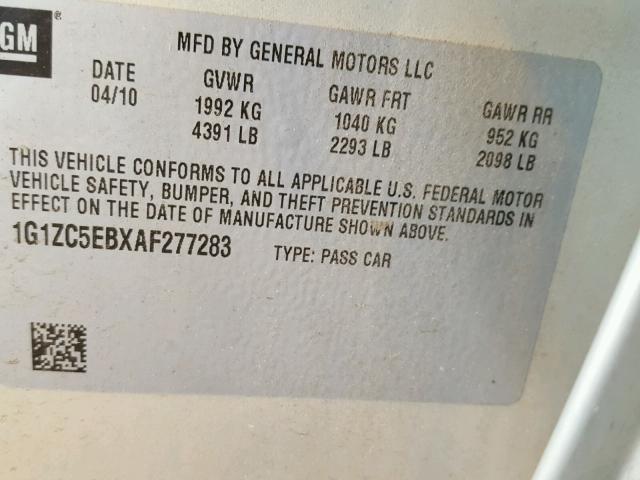 GM®
MFD BY GENERAL MOTORS LLC
DATE GVWR GAWR FRT GAWR RR
04/10 1992 KG 1040 KG 952 KG
4391 LB 2293 LB 2098 LB
THIS VEHICLE CONFORMS TO ALL APPLICABLE U.S. FEDERAL MOTOR
VEHICLE SAFETY, BUMPER, AND THEFT PREVENTION STANDARDS IN
EFFECT ON THE DATE OF MANUFACTURE SHOWN ABOVE.
1G1ZC5EBXAF277283 TYPE: PASS CAR